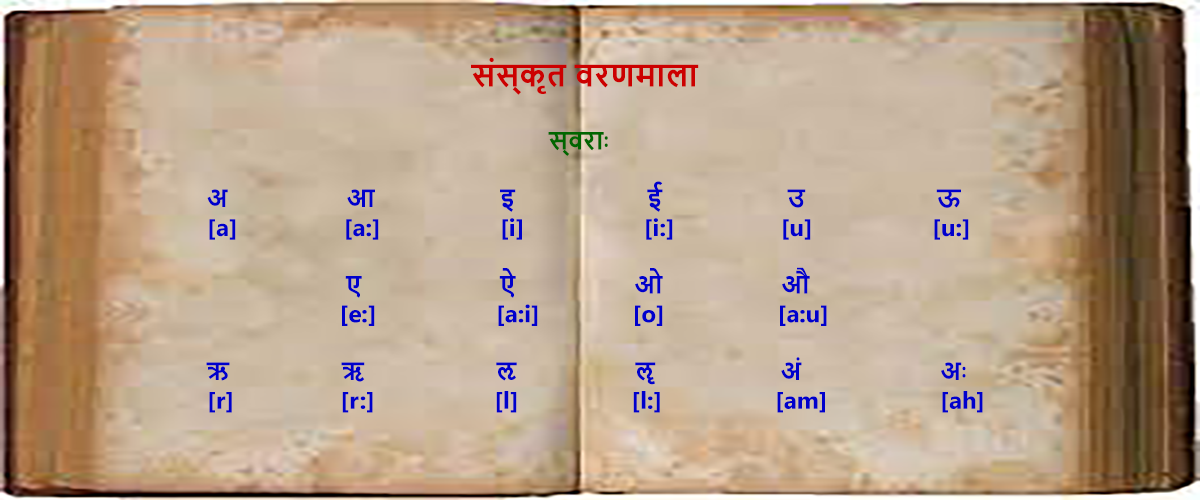 संस्‌कृत वरणमाला
स्‌वराः
अ आ इ ई उ ऊ
[a] [a:] [i] [i:] [u] [u:]
ए ऐ ओ औ
[e:] [a:i] [o] [a:u]
ऋ ॠ ऌ ॡ अं अः
[r] [r:] [l] [l:] [am] [ah]